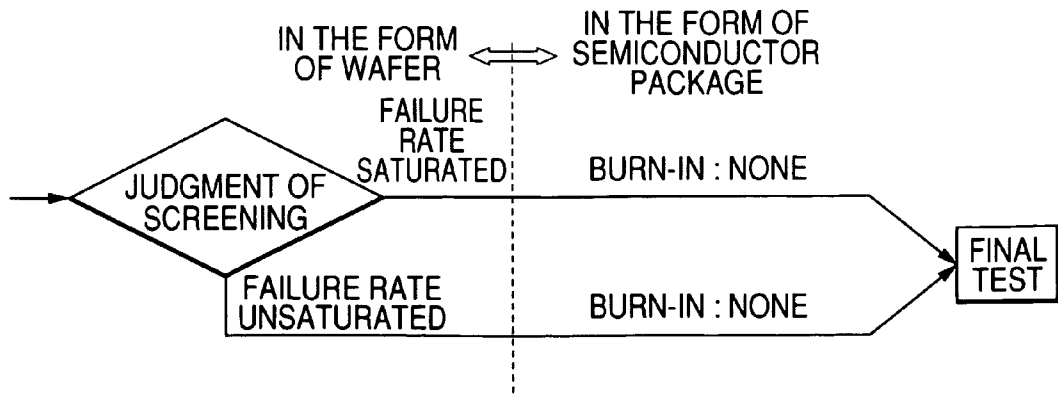 IN THE FORM
OF WAFER
IN THE FORM OF
SEMICONDUCTOR
PACKAGE
FAILURE
RATE
SATURATED
BURN-IN : NONE
JUDGMENT OF
SCREENING
FINAL
TEST
FAILURE RATE
UNSATURATED
BURN-IN : NONE